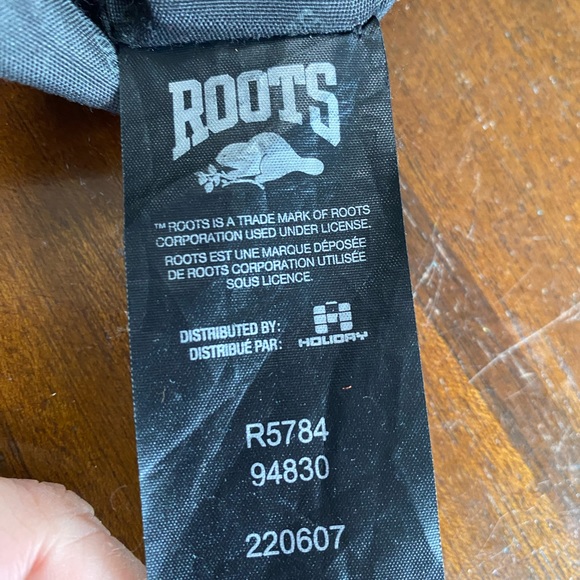 ROOTS
™ ROOTS IS A TRADE MARK OF ROOTS
CORPORATION USED UNDER LICENSE.
ROOTS EST UNE MARQUE DÉPOSÉE
DE ROOTS CORPORATION UTILISÉE
SOUS LICENCE.
DISTRIBUTED BY:
DISTRIBUÉ PAR:
HOLIDAY
R5784
94830
220607